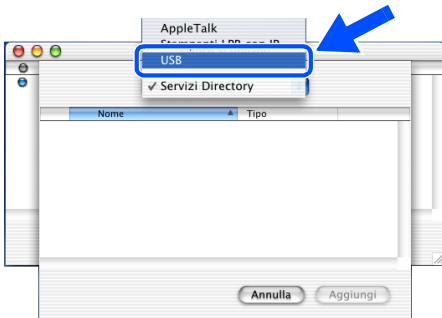 AppleTalk
Stampanti LPR con IP
USB
✓ Servizi Directory
Nome Tipo
Annulla Aggiungi